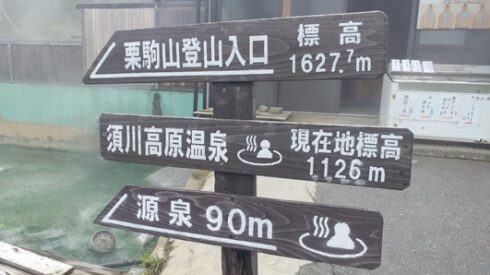 栗駒山登山入口 標高
1627.7m
須川高原温泉 現在地標高
1126m
源泉 90m